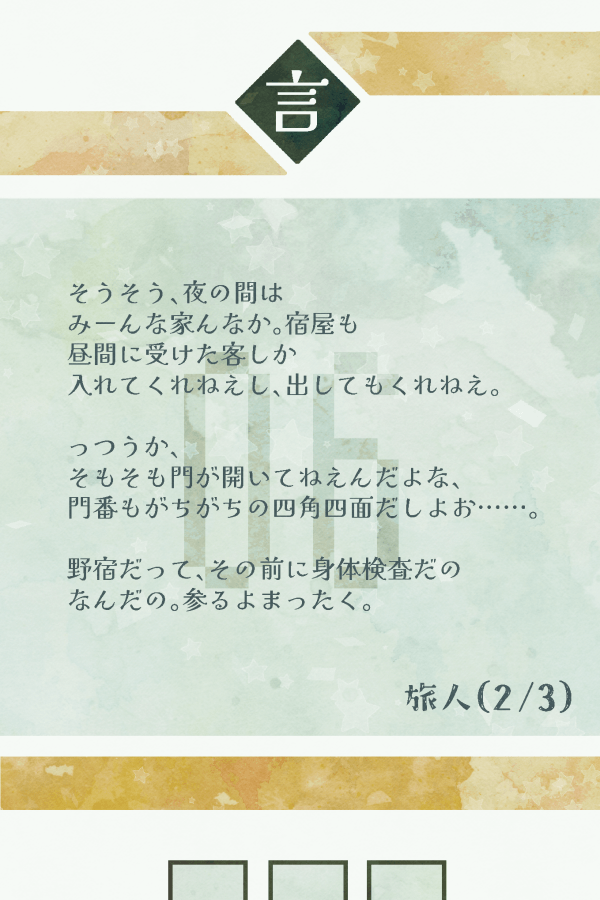 言
そうそう、夜の間は
みーんな家んなか。宿屋も
昼間に受けた客しか
入れてくれねえし、出してもくれねえ。
っつうか、
そもそも門が開いてねえんだよな、
門番もがちがちの四角四面だしよお……。
野宿だって、その前に身体検査だの
なんだの。参るよまったく。
06
旅人(2/3)